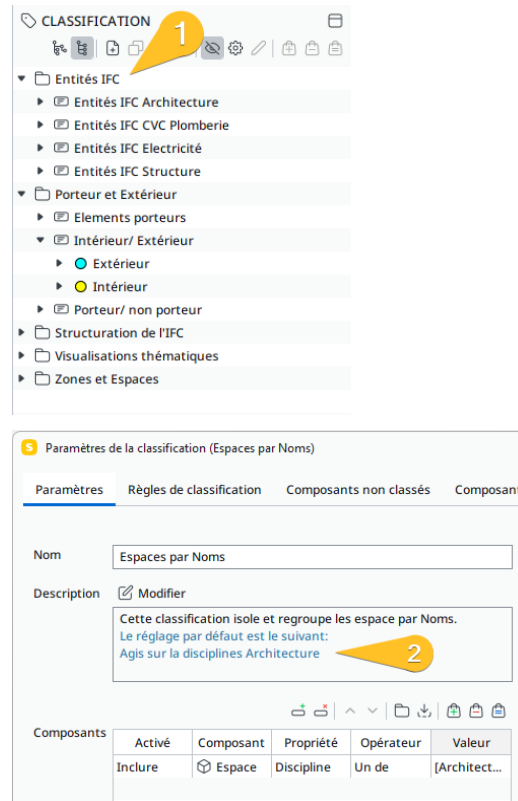 CLASSIFICATION
1
Entités IFC
Entités IFC Architecture
Entités IFC CVC Plomberie
Entités IFC Electricité
Entités IFC Structure
Porteur et Extérieur
Elements porteurs
Intérieur/ Extérieur
Extérieur
Intérieur
Porteur/ non porteur
Structuration de l'IFC
Visualisations thématiques
Zones et Espaces
S Paramètres de la classification (Espaces par Noms)
Paramètres Règles de classification Composants non classés Composan
Nom Espaces par Noms
Description Modifier
Cette classification isole et regroupe les espace par Noms.
Le réglage par défaut est le suivant:
Agis sur la disciplines Architecture 2
Composants
Activé Composant Propriété Opérateur Valeur
Inclure Espace Discipline Un de [Architect...